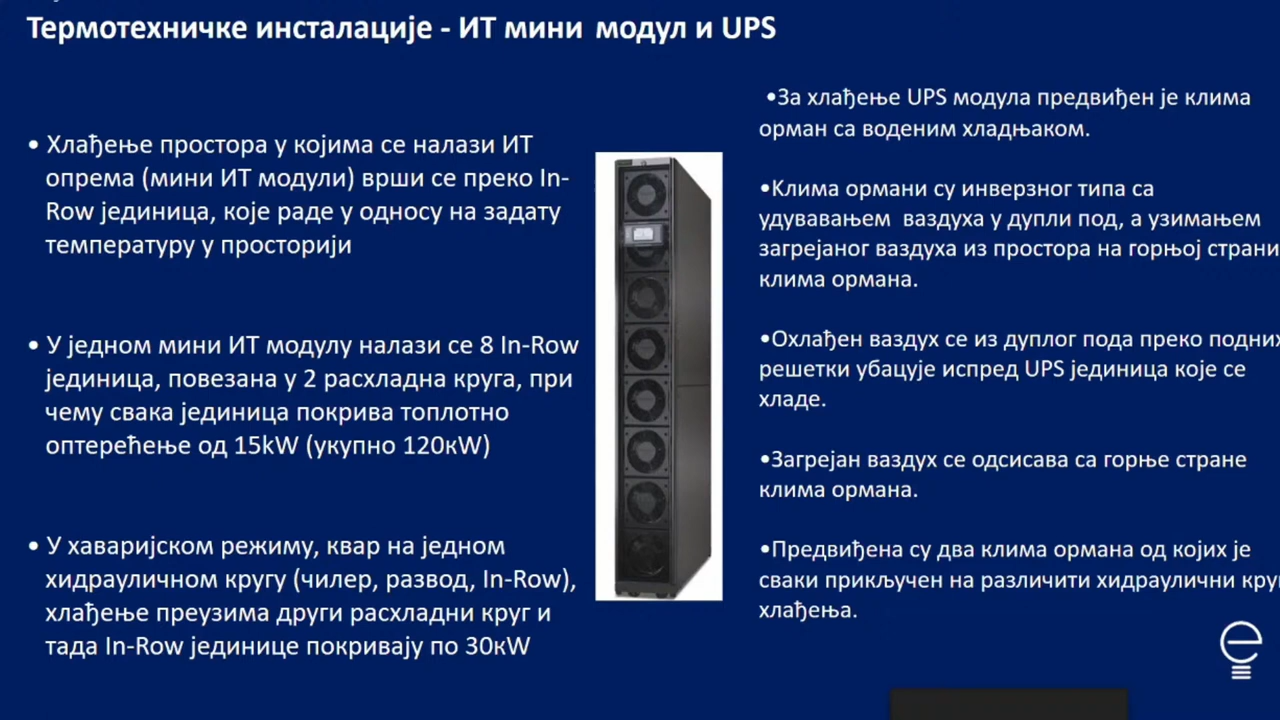 Термотехничке инсталације - ИТ мини модул и UPS
• Хлађење простора у којима се налази ИТ
опрема (мини ИТ модули) врши се преко In-
Row јединица, које раде у односу на задату
температуру у просторији
• У једном мини ИТ модулу налази се 8 In-Row
јединица, повезана у 2 расхладна круга, при
чему свака јединица покрива топлотно
оптерећење од 15kW (укупно 120кW)
• У хаваријском режиму, квар на једном
хидрауличном кругу (чилер, развод, In-Row),
хлађење преузима други расхладни круг и
тада In-Row јединице покривају по 30кW
•За хлађење UPS модула предвиђен је клима
орман са воденим хладњаком.
•Клима ормани су инверзног типа са
удувавањем ваздуха у дупли под, а узимањем
загрејаног ваздуха из простора на горњој страни
клима ормана.
•Охлађен ваздух се из дуплог пода преко подних
решетки убацује испред UPS јединица које се
хладе.
•Загрејан ваздух се одсисава са горње стране
клима ормана.
•Предвиђена су два клима ормана од којих је
сваки прикључен на различити хидраулични кру
хлађења.